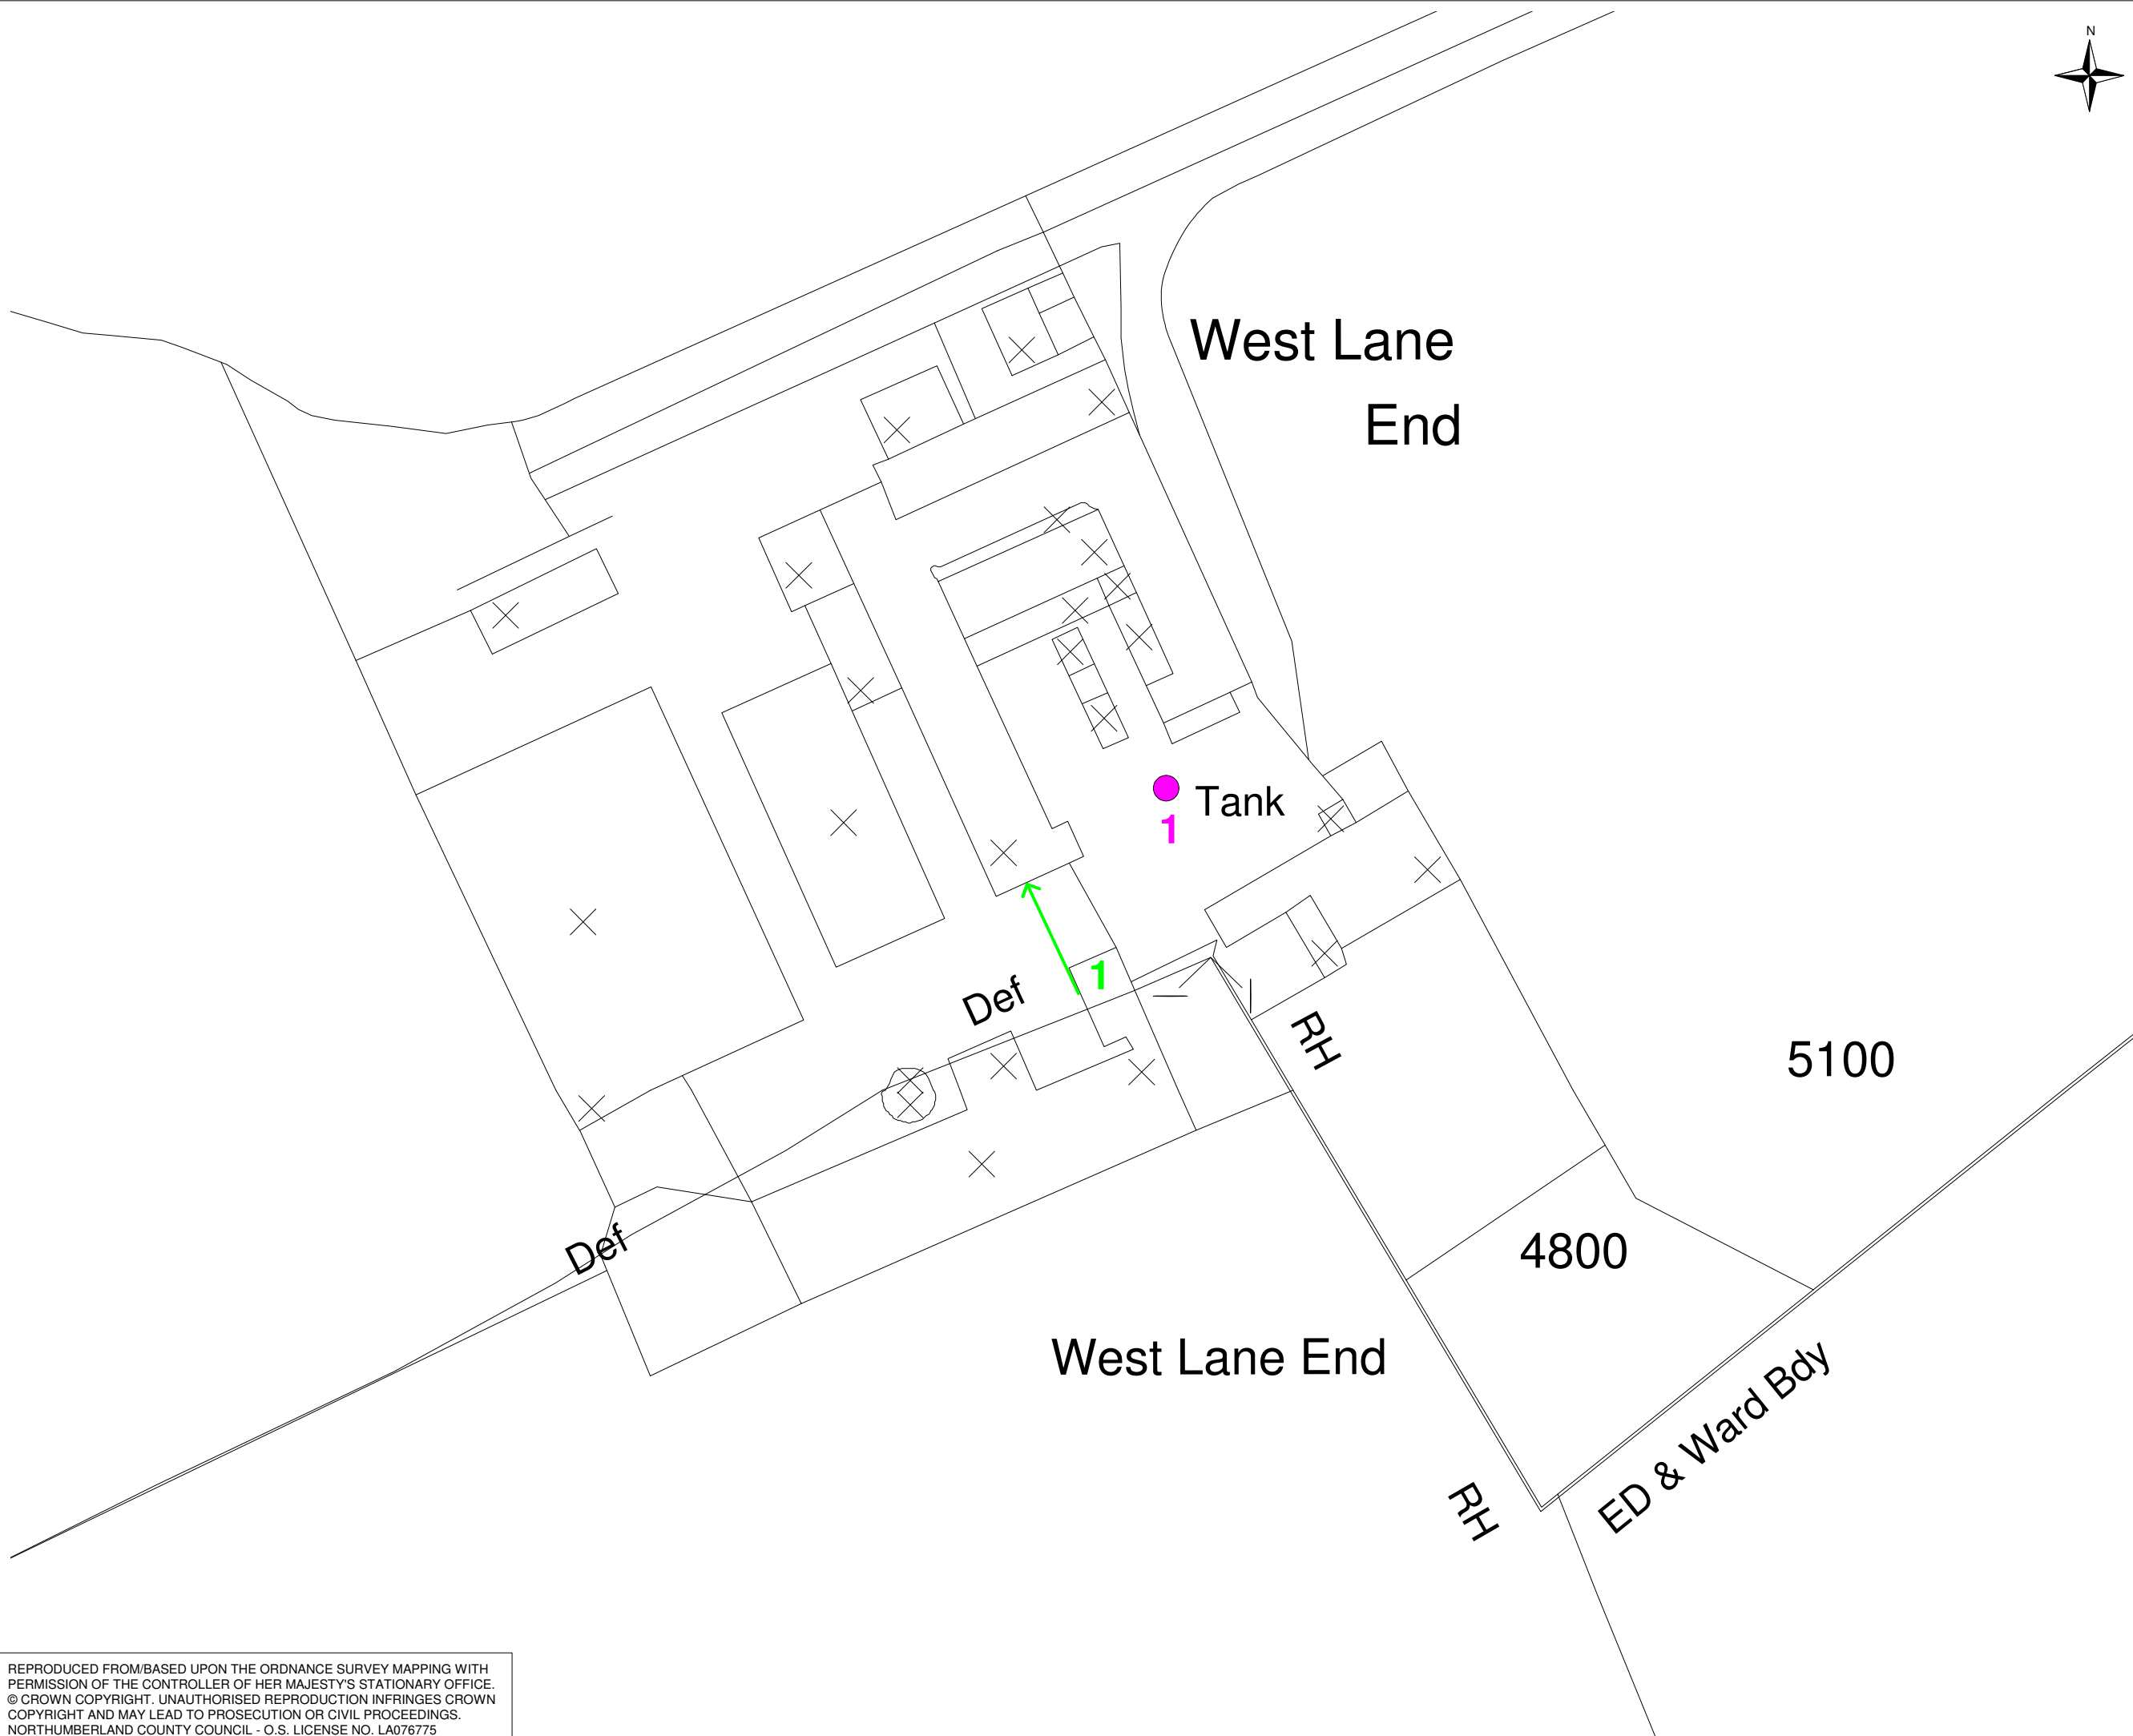 N
West Lane
End
Tank
1
1
Def
RH
5100
Def
4800
West Lane End
ED & Ward Bdy
RH
REPRODUCED FROM/BASED UPON THE ORDNANCE SURVEY MAPPING WITH
PERMISSION OF THE CONTROLLER OF HER MAJESTY'S STATIONARY OFFICE.
© CROWN COPYRIGHT. UNAUTHORISED REPRODUCTION INFRINGES CROWN
COPYRIGHT AND MAY LEAD TO PROSECUTION OR CIVIL PROCEEDINGS.
NORTHUMBERLAND COUNTY COUNCIL - O.S. LICENSE NO. LA076775